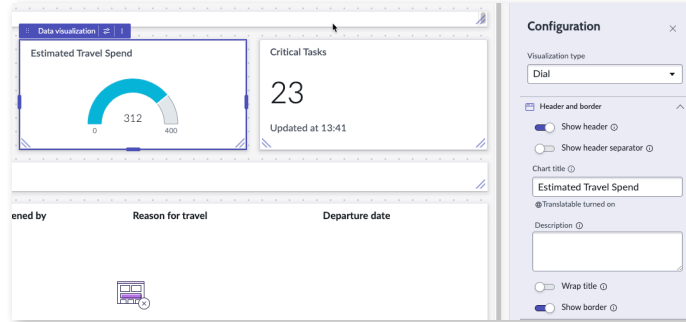 Data visualization
Estimated Travel Spend
312
0
400
Critical Tasks
23
Updated at 13:41
ened by
Reason for travel
Departure date
Configuration
Visualization type
Dial
Header and border
Show header
Show header separator
Chart title
Estimated Travel Spend
@Translatable turned on
Description
Wrap title
Show border